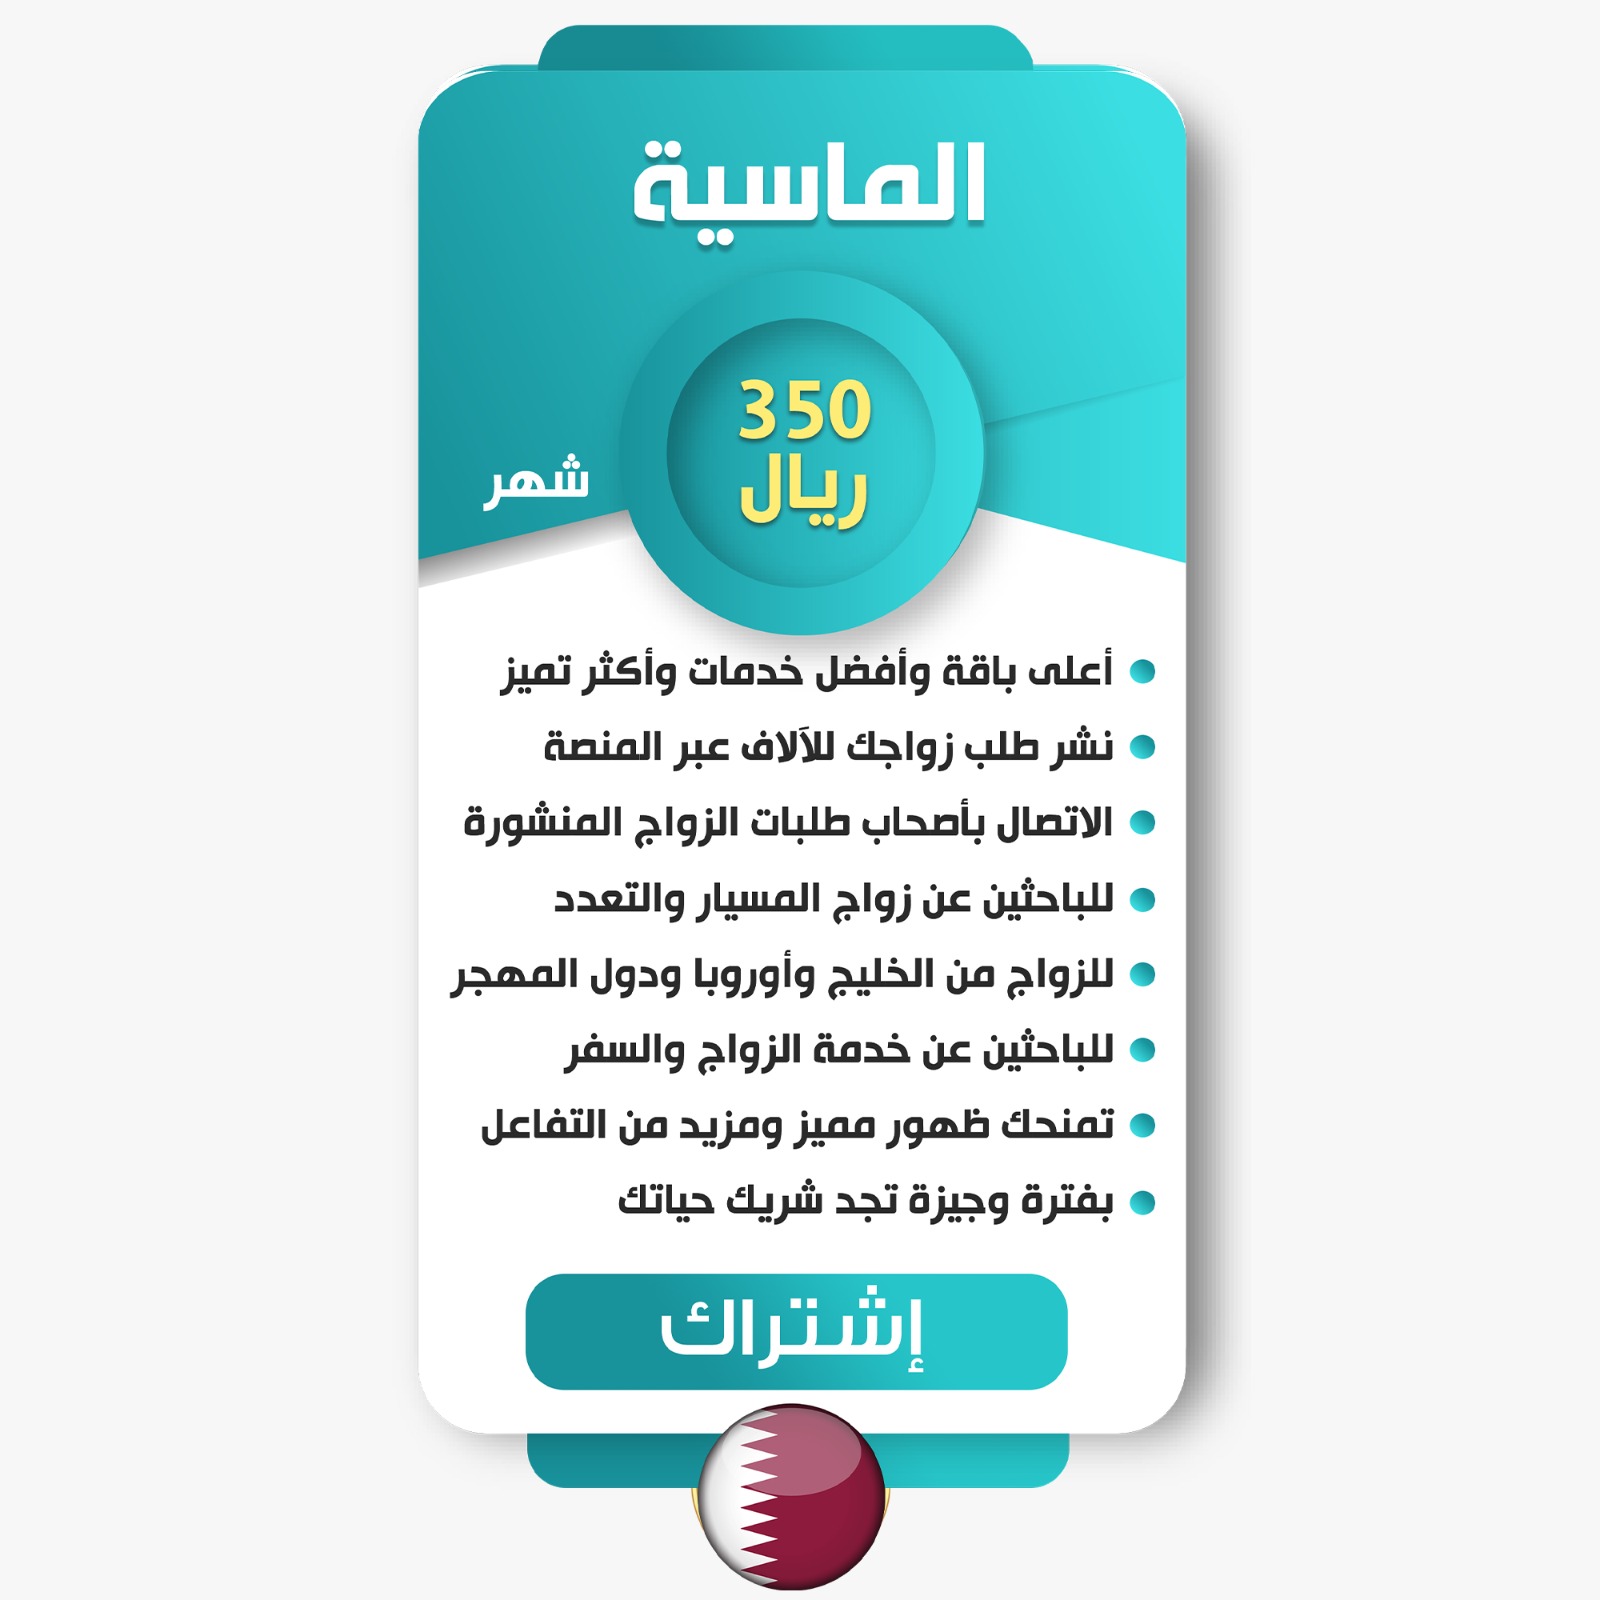 الماسية
350
ريال
شهر
أعلى باقة وأفضل خدمات وأكثر تميز
نشر طلب زواجك للآلاف عبر المنصة
الاتصال بأصحاب طلبات الزواج المنشورة
للباحثين عن زواج المسيار والتعدد
للزواج من الخليج وأوروبا ودول المهجر
للباحثين عن خدمة الزواج والسفر
تمنحك ظهور مميز ومزيد من التفاعل
بفترة وجيزة تجد شريك حياتك
إشتراك